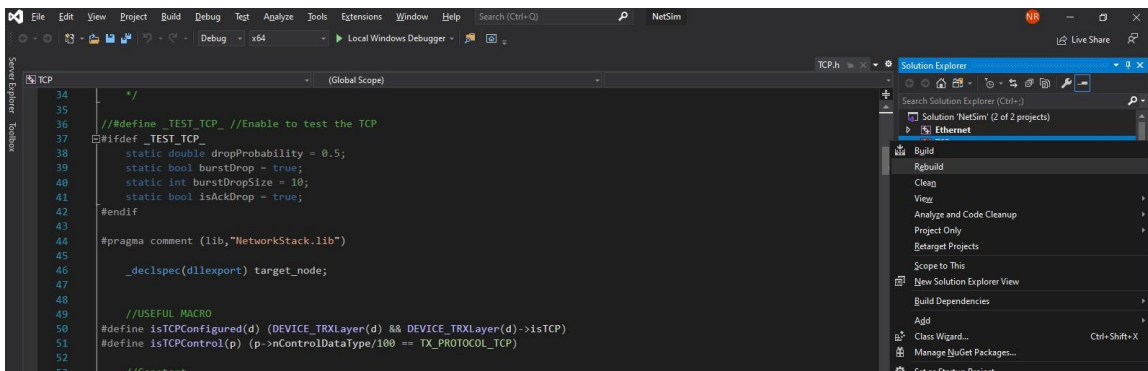 File Edit View Project Build Debug Test Analyze Tools Extensions Window Help Search (Ctrl+Q) NetSim NR
Debug x64 Local Windows Debugger Live Share
Server Explorer
Toolbox
TCP.h
TCP (Global Scope)
34 */
35
36 //#define _TEST_TCP_ //Enable to test the TCP
37 #ifdef _TEST_TCP_
38 static double dropProbability = 0.5;
39 static bool burstDrop = true;
40 static int burstDropSize = 10;
41 static bool isAckDrop = true;
42 #endif
43
44 #pragma comment (lib,"NetworkStack.lib")
45
46 _declspec(dllexport) target_node;
47
48
49 //USEFUL MACRO
50 #define isTCPConfigured(d) (DEVICE_TRXLayer(d) && DEVICE_TRXLayer(d)->isTCP)
51 #define isTCPControl(p) (p->nControlDataType/100 == TX_PROTOCOL_TCP)
52
Solution Explorer
Search Solution Explorer (Ctrl+;)
Solution 'NetSim' (2 of 2 projects)
Ethernet
Build
Rebuild
Clean
View
Analyze and Code Cleanup
Project Only
Retarget Projects
Scope to This
New Solution Explorer View
Build Dependencies
Add
Class Wizard... Ctrl+Shift+X
Manage NuGet Packages...
Set as Startup Project